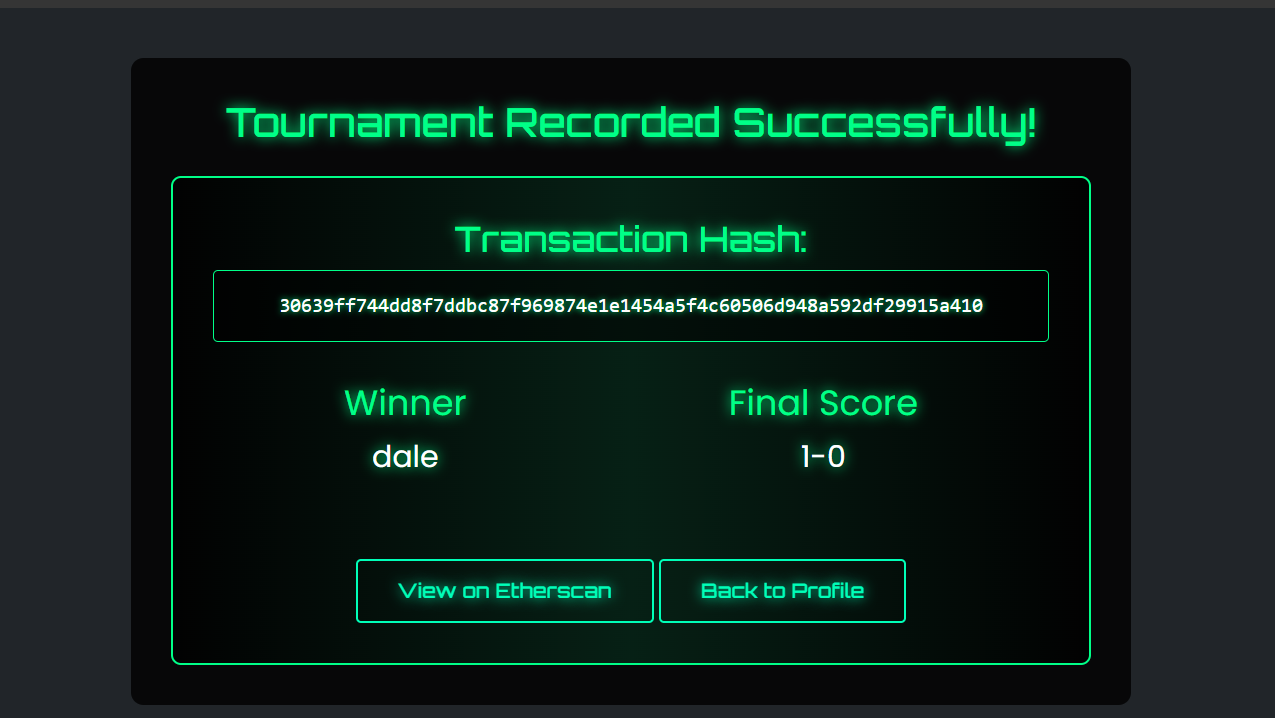 Tournament Recorded Successfully!
Transaction Hash:
30639ff744dd8f7ddbc87f969874e1e1454a5f4c60506d948a592df29915a410
Winner
dale
Final Score
1-0
View on Etherscan
Back to Profile